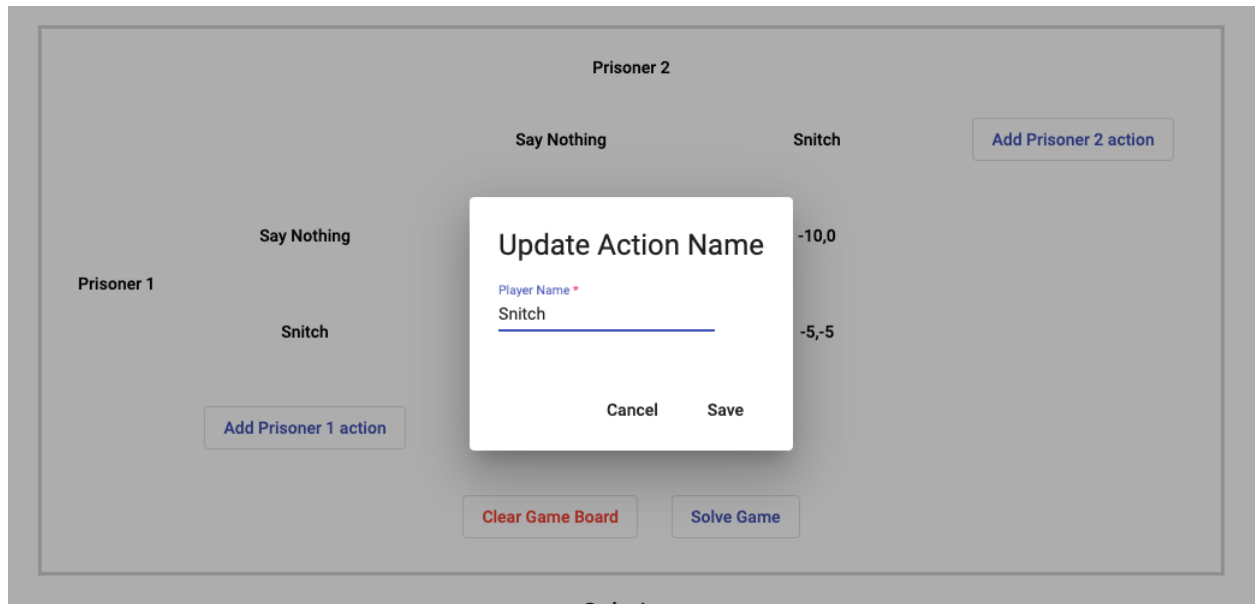 Prisoner 2
Say Nothing Snitch Add Prisoner 2 action
Say Nothing -10,0
Prisoner 1
Snitch -5,-5
Add Prisoner 1 action
Update Action Name
Player Name *
Snitch
Cancel Save
Clear Game Board Solve Game